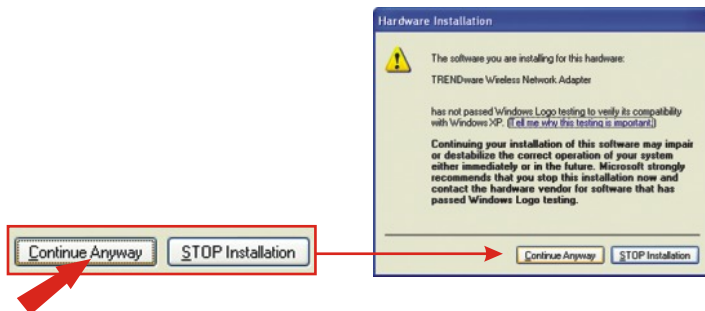 Hardware Installation
The software you are installing for this hardware:
TRENDware Wireless Network Adapter
has not passed Windows Logo testing to verify its compatibility
with Windows XP. (Tell me why this testing is important.)
Continuing your installation of this software may impair
or destabilize the correct operation of your system
either immediately or in the future. Microsoft strongly
recommends that you stop this installation now and
contact the hardware vendor for software that has
passed Windows Logo testing.
Continue Anyway STOP Installation
Continue Anyway STOP Installation